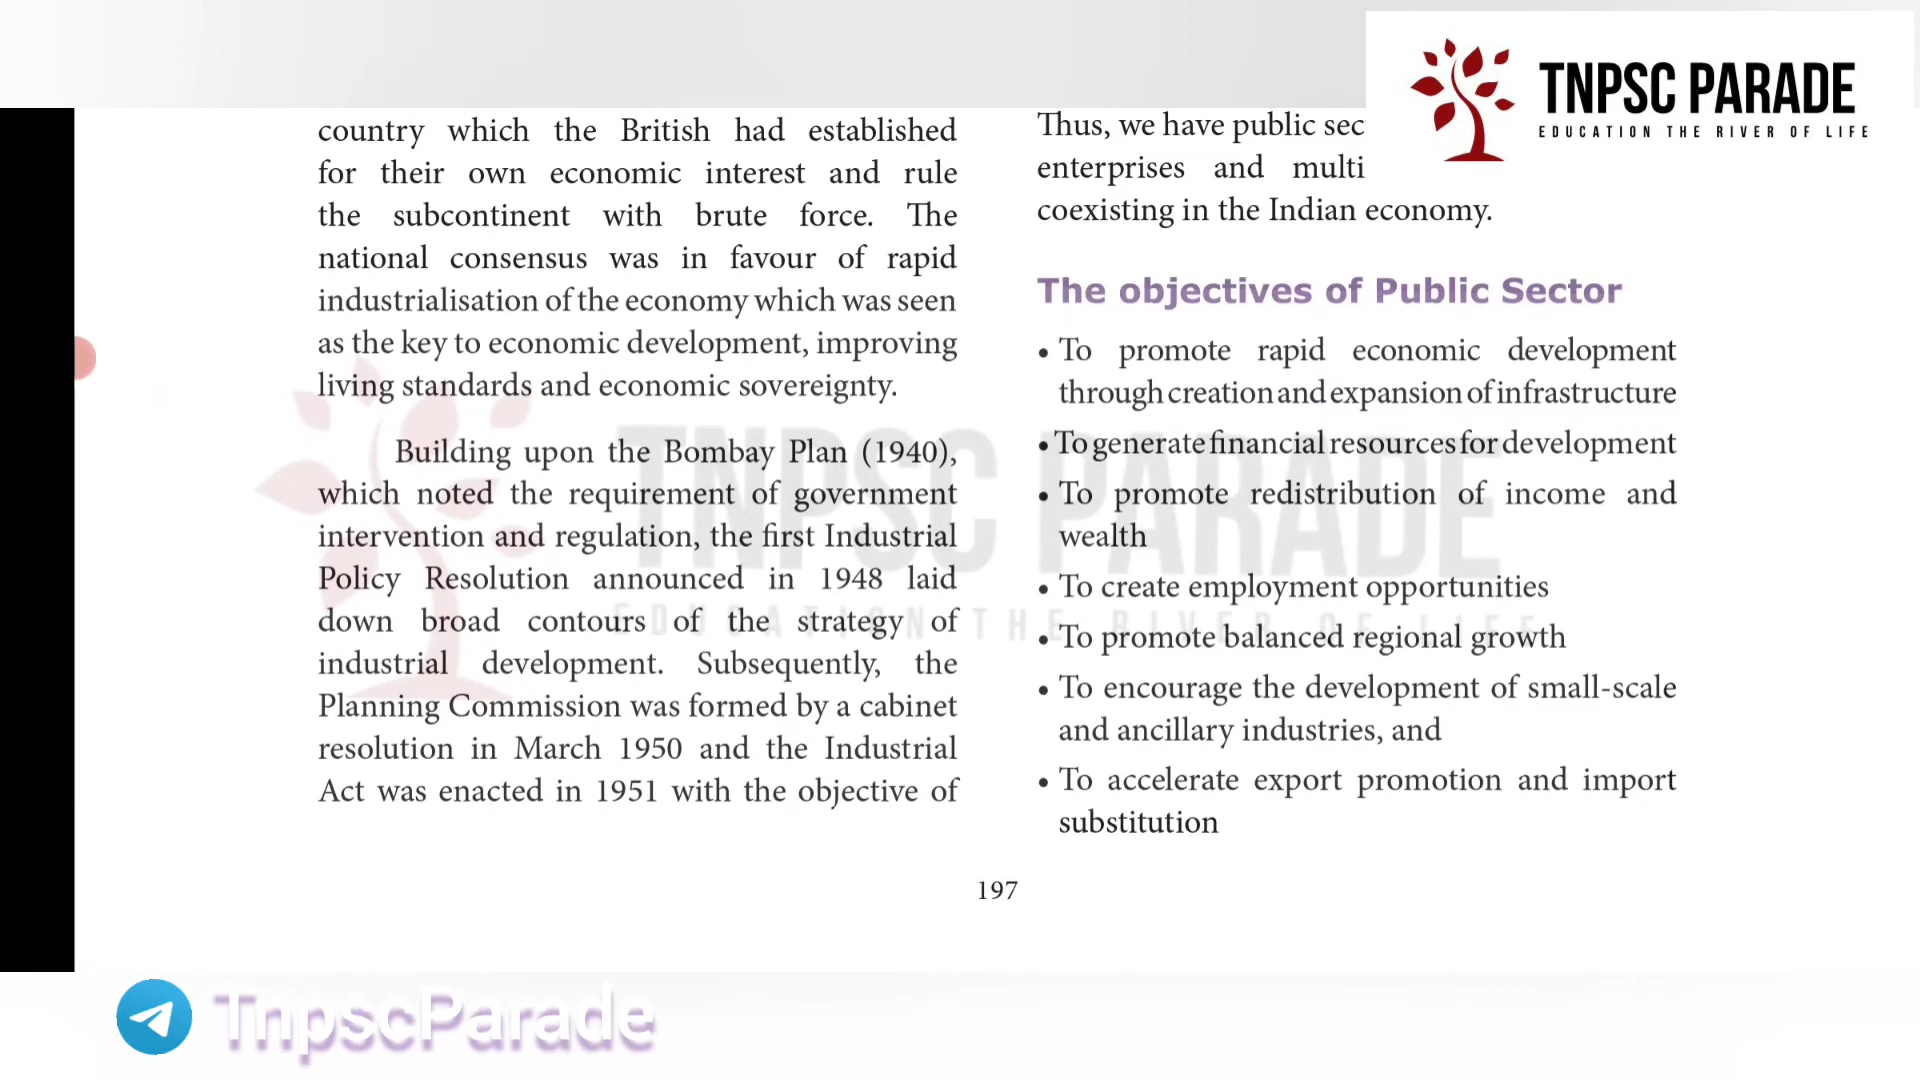 TNPSC PARADE
EDUCATION THE RIVER OF LIFE
country which the British had established
for their own economic interest and rule
the subcontinent with brute force. The
national consensus was in favour of rapid
industrialisation of the economy which was seen
as the key to economic development, improving
living standards and economic sovereignty.
Building upon the Bombay Plan (1940),
which noted the requirement of government
intervention and regulation, the first Industrial
Policy Resolution announced in 1948 laid
down broad contours of the strategy of
industrial development. Subsequently, the
Planning Commission was formed by a cabinet
resolution in March 1950 and the Industrial
Act was enacted in 1951 with the objective of
Thus, we have public sec
enterprises and multi
coexisting in the Indian economy.
The objectives of Public Sector
• To promote rapid economic development
through creation and expansion of infrastructure
• To generate financial resources for development
• To promote redistribution of income and
wealth
• To create employment opportunities
• To promote balanced regional growth
• To encourage the development of small-scale
and ancillary industries, and
• To accelerate export promotion and import
substitution
197
TNPSC PARADE
EDUCATION THE RIVER OF LIFE
TnpscParade